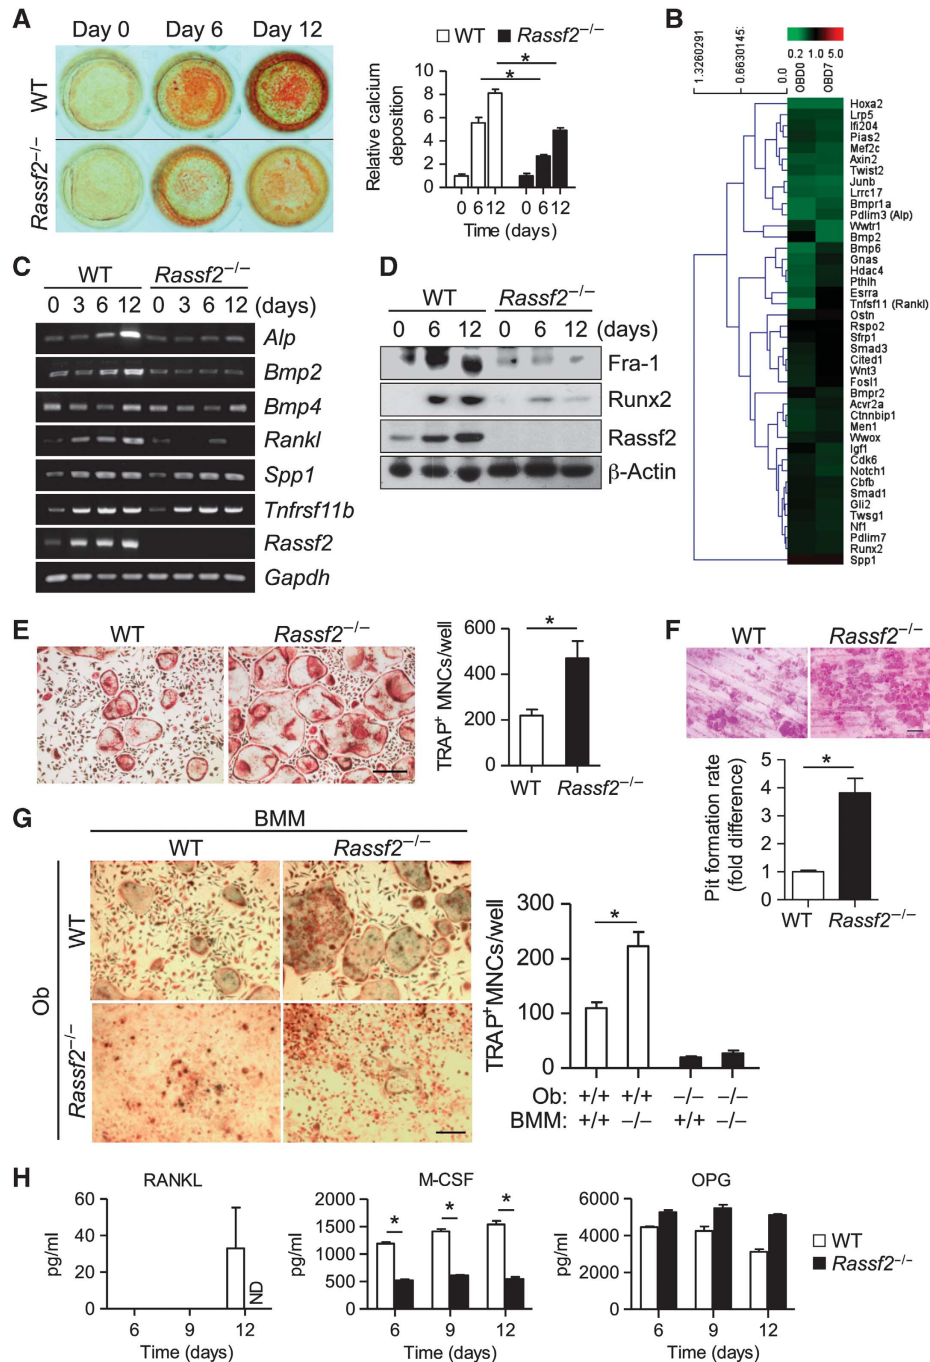 A
Day 0 Day 6 Day 12
WT
Rassf2−/−
WT Rassf2−/−
*
*
Relative calcium deposition
10
8
6
4
2
0
0 6 12 0 6 12
Time (days)
B
1.3260291
0.6630145:
0.0
0.2 1.0 5.0
OBD0
OBD7
Hoxa2
Lrp5
Ifi204
Pias2
Mef2c
Axin2
Twist2
Junb
Lrrc17
Bmpr1a
Pdlim3 (Alp)
Wwtr1
Bmp2
Bmp6
Gnas
Hdac4
Pthlh
Esrra
Tnfsf11 (Rankl)
Ostn
Rspo2
Sfrp1
Smad3
Cited1
Wnt3
Fosl1
Bmpr2
Acvr2a
Ctnnbip1
Men1
Wwox
Igf1
Cdk6
Notch1
Cbfb
Smad1
Gli2
Twsg1
Nf1
Pdlim7
Runx2
Spp1
C
WT Rassf2−/−
0 3 6 12 0 3 6 12 (days)
Alp
Bmp2
Bmp4
Rankl
Spp1
Tnfrsf11b
Rassf2
Gapdh
D
WT Rassf2−/−
0 6 12 0 6 12 (days)
Fra-1
Runx2
Rassf2
β-Actin
E
WT Rassf2−/−
TRAP+ MNCs/well
600
400
200
0
*
WT Rassf2−/−
F
WT Rassf2−/−
Pit formation rate (fold difference)
5
4
3
2
1
0
*
WT Rassf2−/−
G
BMM
WT Rassf2−/−
Ob
WT
Rassf2−/−
TRAP+MNCs/well
300
200
100
0
*
Ob: +/+ +/+ −/− −/−
BMM: +/+ −/− +/+ −/−
H
RANKL
pg/ml
60
40
20
0
ND
6 9 12
Time (days)
M-CSF
pg/ml
2000
1500
1000
500
0
* * *
6 9 12
Time (days)
OPG
pg/ml
6000
4000
2000
0
6 9 12
Time (days)
WT
Rassf2−/−